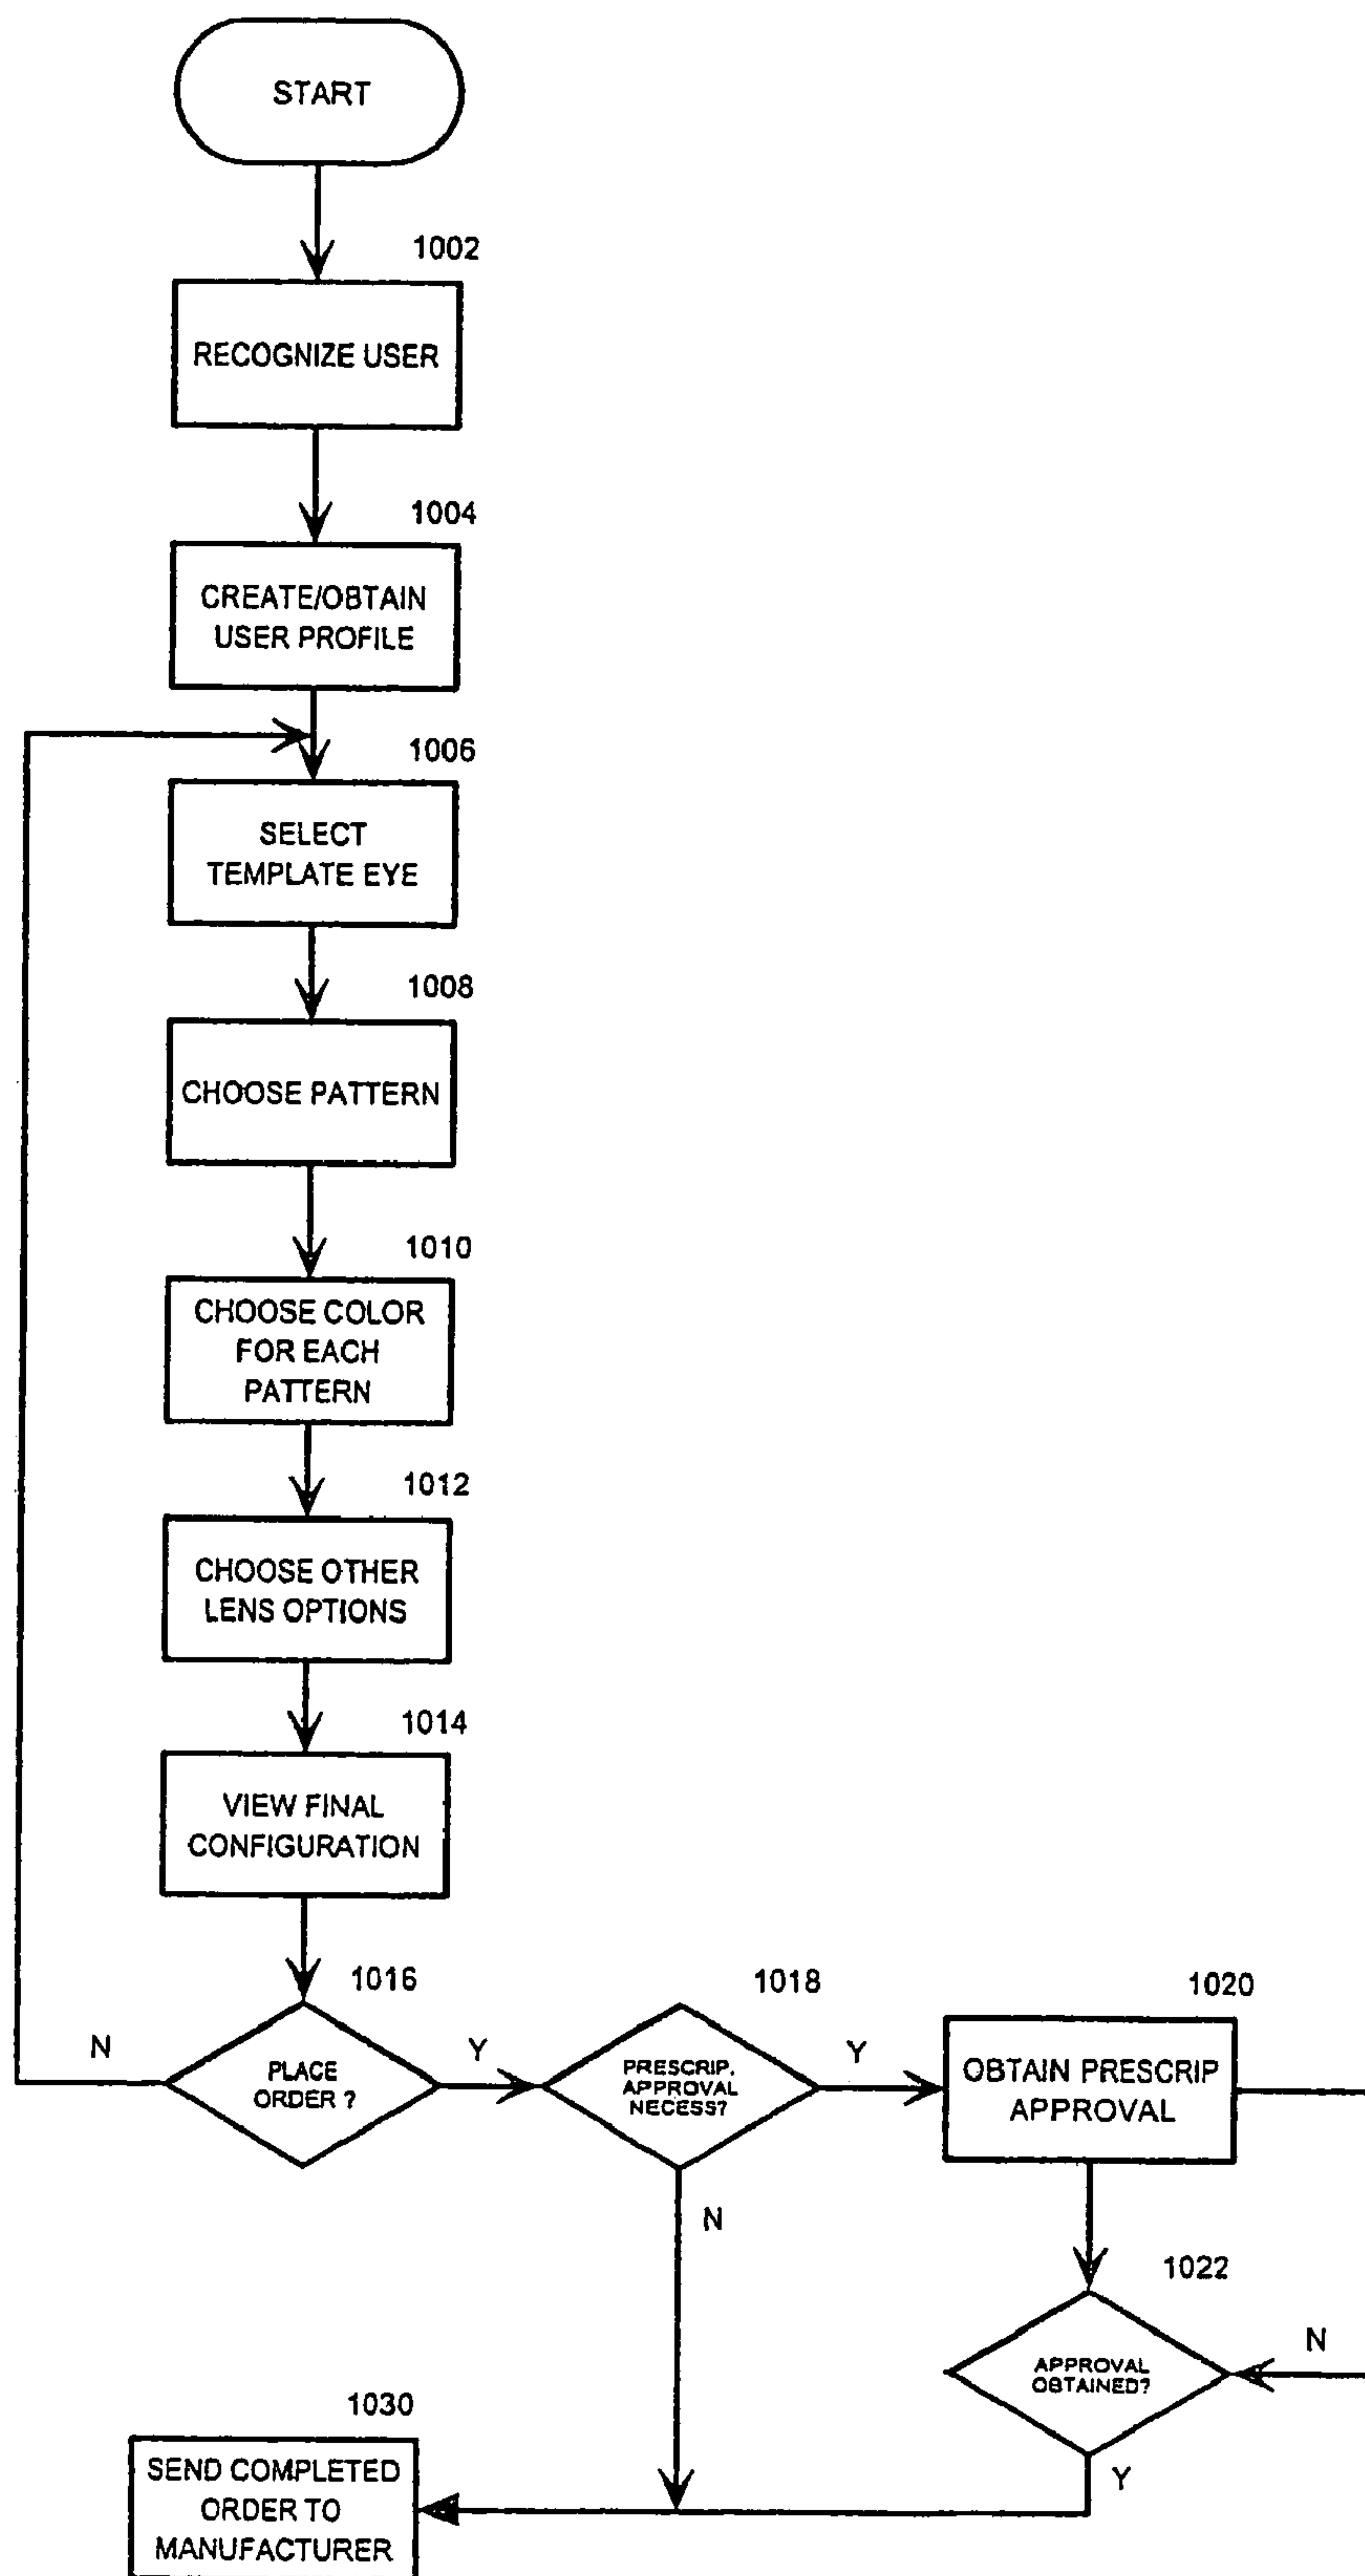 START
1002
RECOGNIZE USER
1004
CREATE/OBTAIN
USER PROFILE
1006
SELECT
TEMPLATE EYE
1008
CHOOSE PATTERN
1010
CHOOSE COLOR
FOR EACH
PATTERN
1012
CHOOSE OTHER
LENS OPTIONS
1014
VIEW FINAL
CONFIGURATION
1016
N
PLACE
ORDER ?
Y
1018
PRESCRIP.
APPROVAL
NECESS?
Y
N
1020
OBTAIN PRESCRIP
APPROVAL
1022
APPROVAL
OBTAINED?
N
Y
1030
SEND COMPLETED
ORDER TO
MANUFACTURER